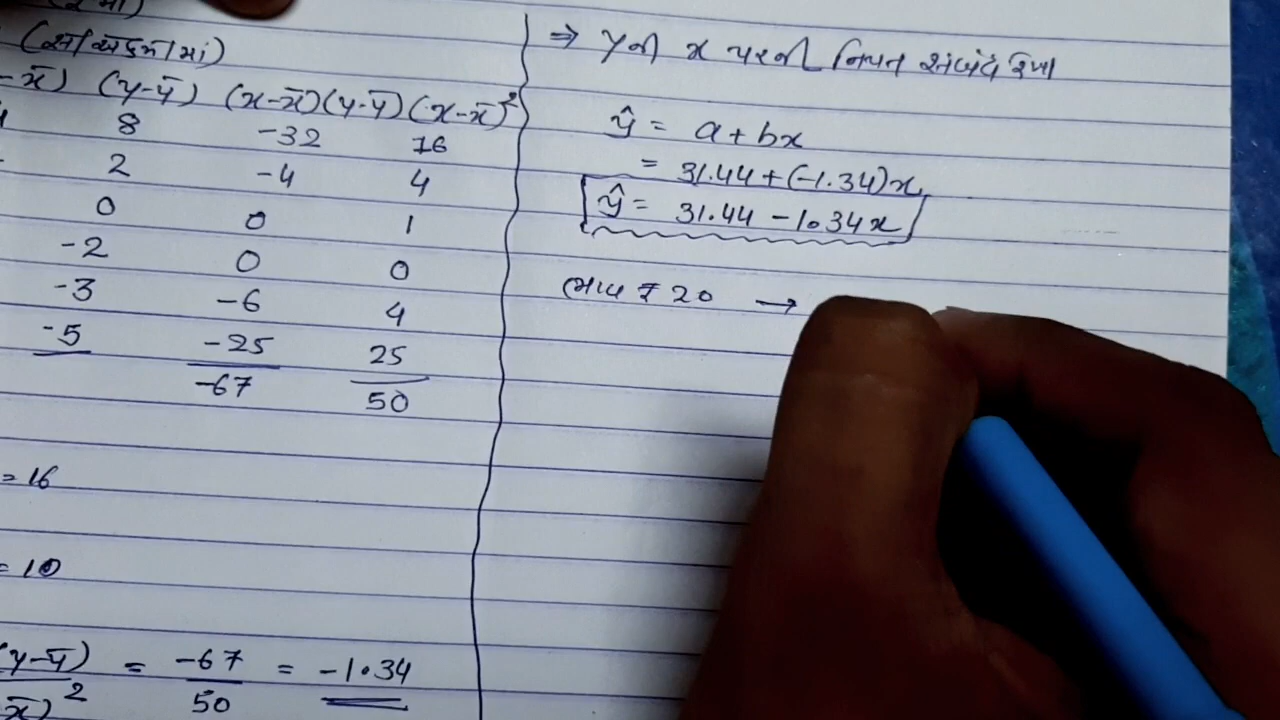 -x̄) (y-ȳ) (x-x̄)(y-ȳ) (x-x̄)²
8 -32 16
2 -4 4
0 0 1
-2 0 0
-3 -6 4
-5 -25 25
-67 50
= 16
= 10
(y-ȳ) = -67 = -1.34
x̄)² 50
⇒ yની x પરની નિયત સંબંધ રેખા
ŷ = a + bx
= 31.44 + (-1.34)x
ŷ = 31.44 - 1.34x
ભાવ ₹ 20 →